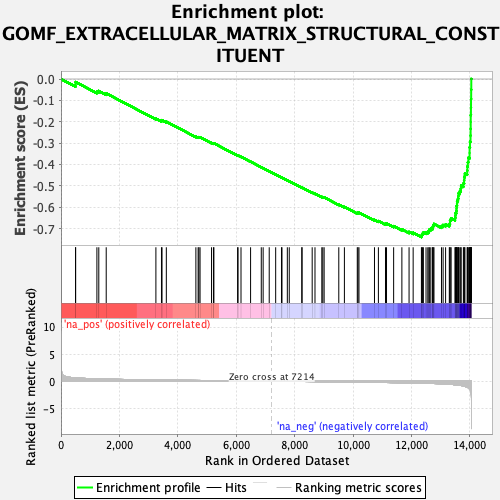 Enrichment plot:
GOMF_EXTRACELLULAR_MATRIX_STRUCTURAL_CONST
ITUENT
Enrichment score (ES)
0.0
-0.1
-0.2
-0.3
-0.4
-0.5
-0.6
-0.7
'na_pos' (positively correlated)
Ranked list metric (PreRanked)
10
5
0
-5
Zero cross at 7214
'na_neg' (negatively correlated)
0
2,000
4,000
6,000
8,000
10,000
12,000
14,000
Rank in Ordered Dataset
Enrichment profile
Hits
Ranking metric scores